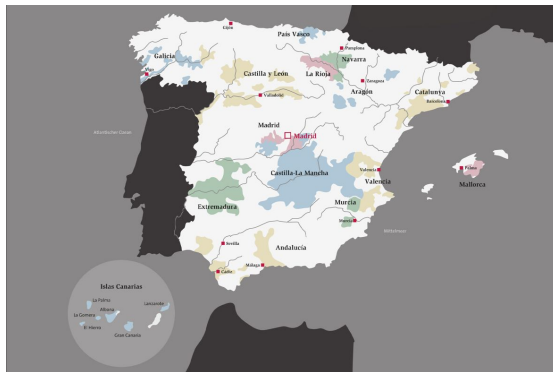 Gijón
País Vasco
Galicia
Pamplona
Navarra
Vigo
Castilla y León
La Rioja
Zaragoza
Aragón
Catalunya
Valladolid
Barcelona
Madrid
Madrid
Atlantischer Ozean
Castilla-La Mancha
Valencia
Palma
Valencia
Mallorca
Extremadura
Murcia
Murcia
Mittelmeer
Sevilla
Andalucía
Málaga
Cádiz
Islas Canarias
La Palma
Lanzarote
La Gomera
El Hierro
Gran Canaria